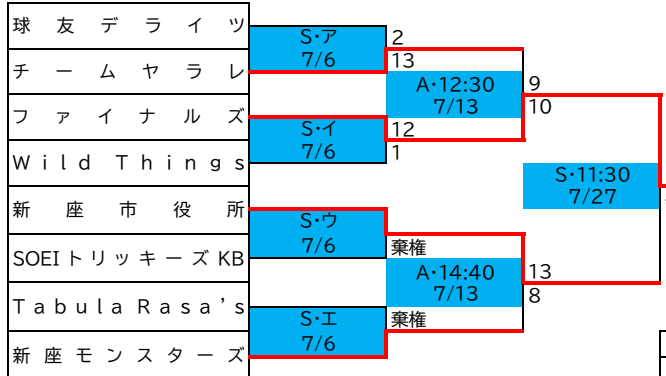 球友デライツ
S・ア
7/6
2
13
チームヤラレ
A・12:30
7/13
9
10
ファイナルズ
S・イ
7/6
12
1
Wild Things
S・11:30
7/27
新座市役所
S・ウ
7/6
棄権
SOEIトリッキーズKB
A・14:40
7/13
13
8
Tabula Rasa's
S・エ
7/6
棄権
新座モンスターズ